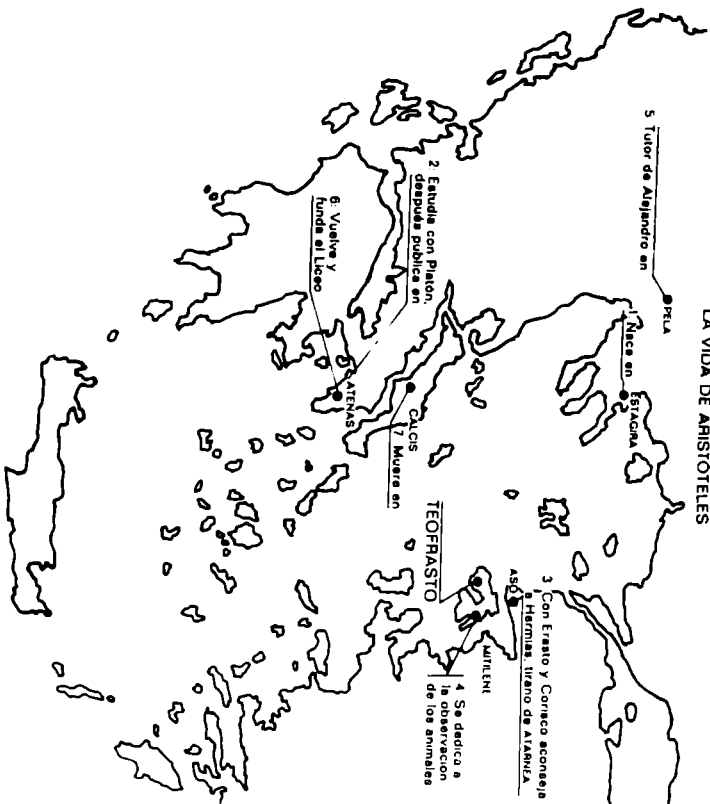 LA VIDA DE ARISTOTELES
5 Tutor de Alejandro en
PELA
1 Nace en
ESTAGIRA
2: Estudia con Platón,
después publica en
6: Vuelve y
funda el Liceo
ATENAS
CALCIS
7 Muere en
TEOFRASTO
3 Con Erasto y Corisco aconseja
a Hermias, tirano de ATARNEA
ASO
MITILENE
4 Se dedica a
la observación
de los animales